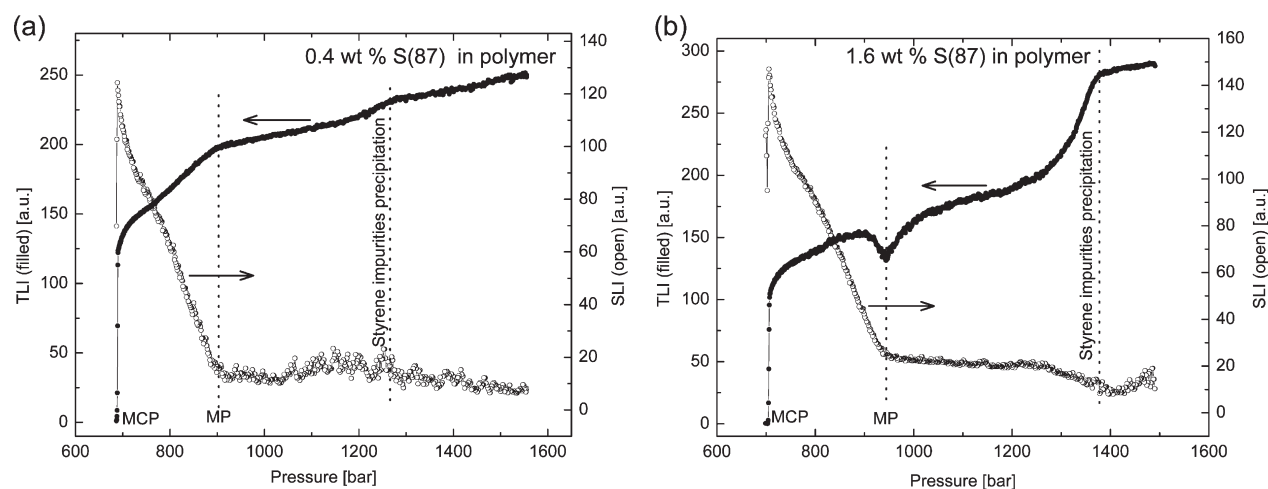 (a)
0.4 wt % S(87) in polymer
TLI (filled) [a.u.]
250
200
150
100
50
0
140
120
100
80
60
40
20
0
SLI (open) [a.u.]
Styrene impurities precipitation
MCP
MP
600 800 1000 1200 1400 1600
Pressure [bar]
(b)
1.6 wt % S(87) in polymer
TLI (filled) [a.u.]
300
250
200
150
100
50
0
160
140
120
100
80
60
40
20
0
SLI (open) [a.u.]
Styrene impurities precipitation
MCP
MP
600 800 1000 1200 1400 1600
Pressure [bar]